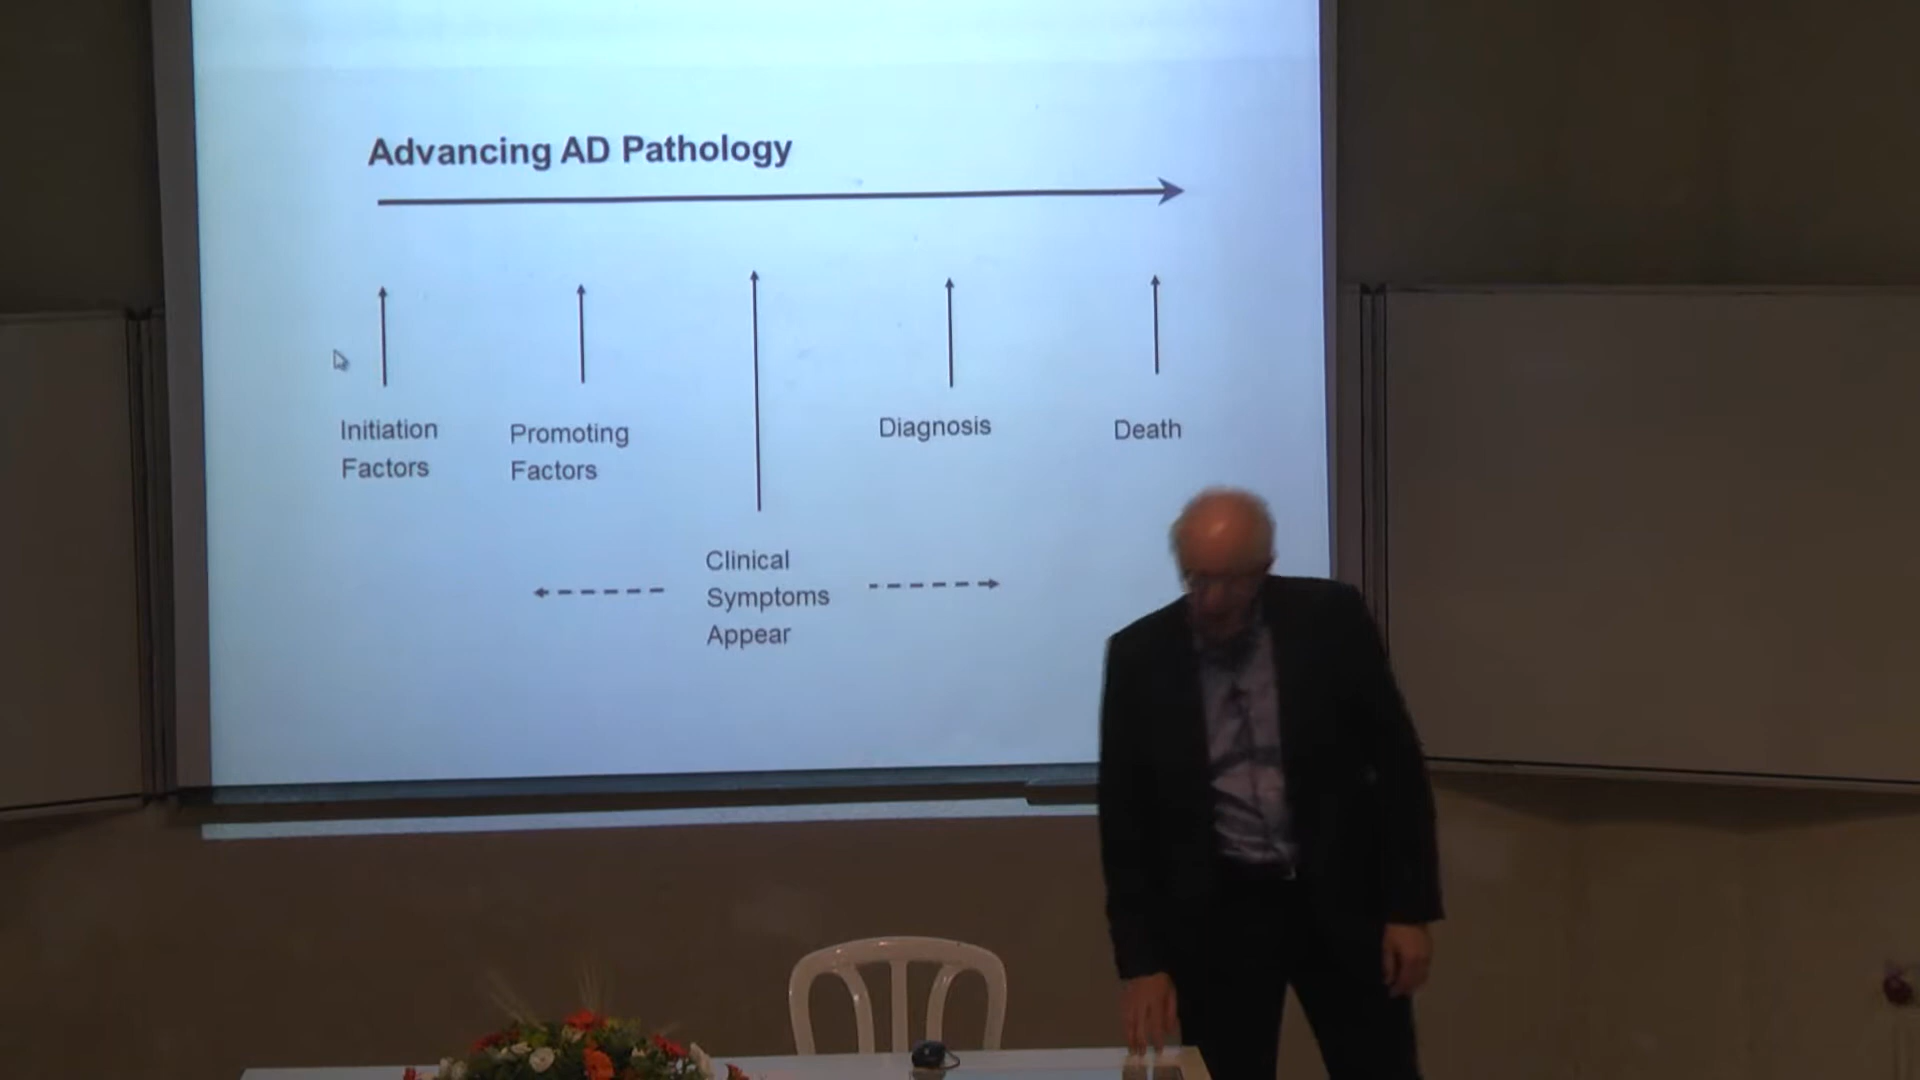 Advancing AD Pathology
Initiation
Factors
Promoting
Factors
Diagnosis
Death
Clinical
Symptoms
Appear